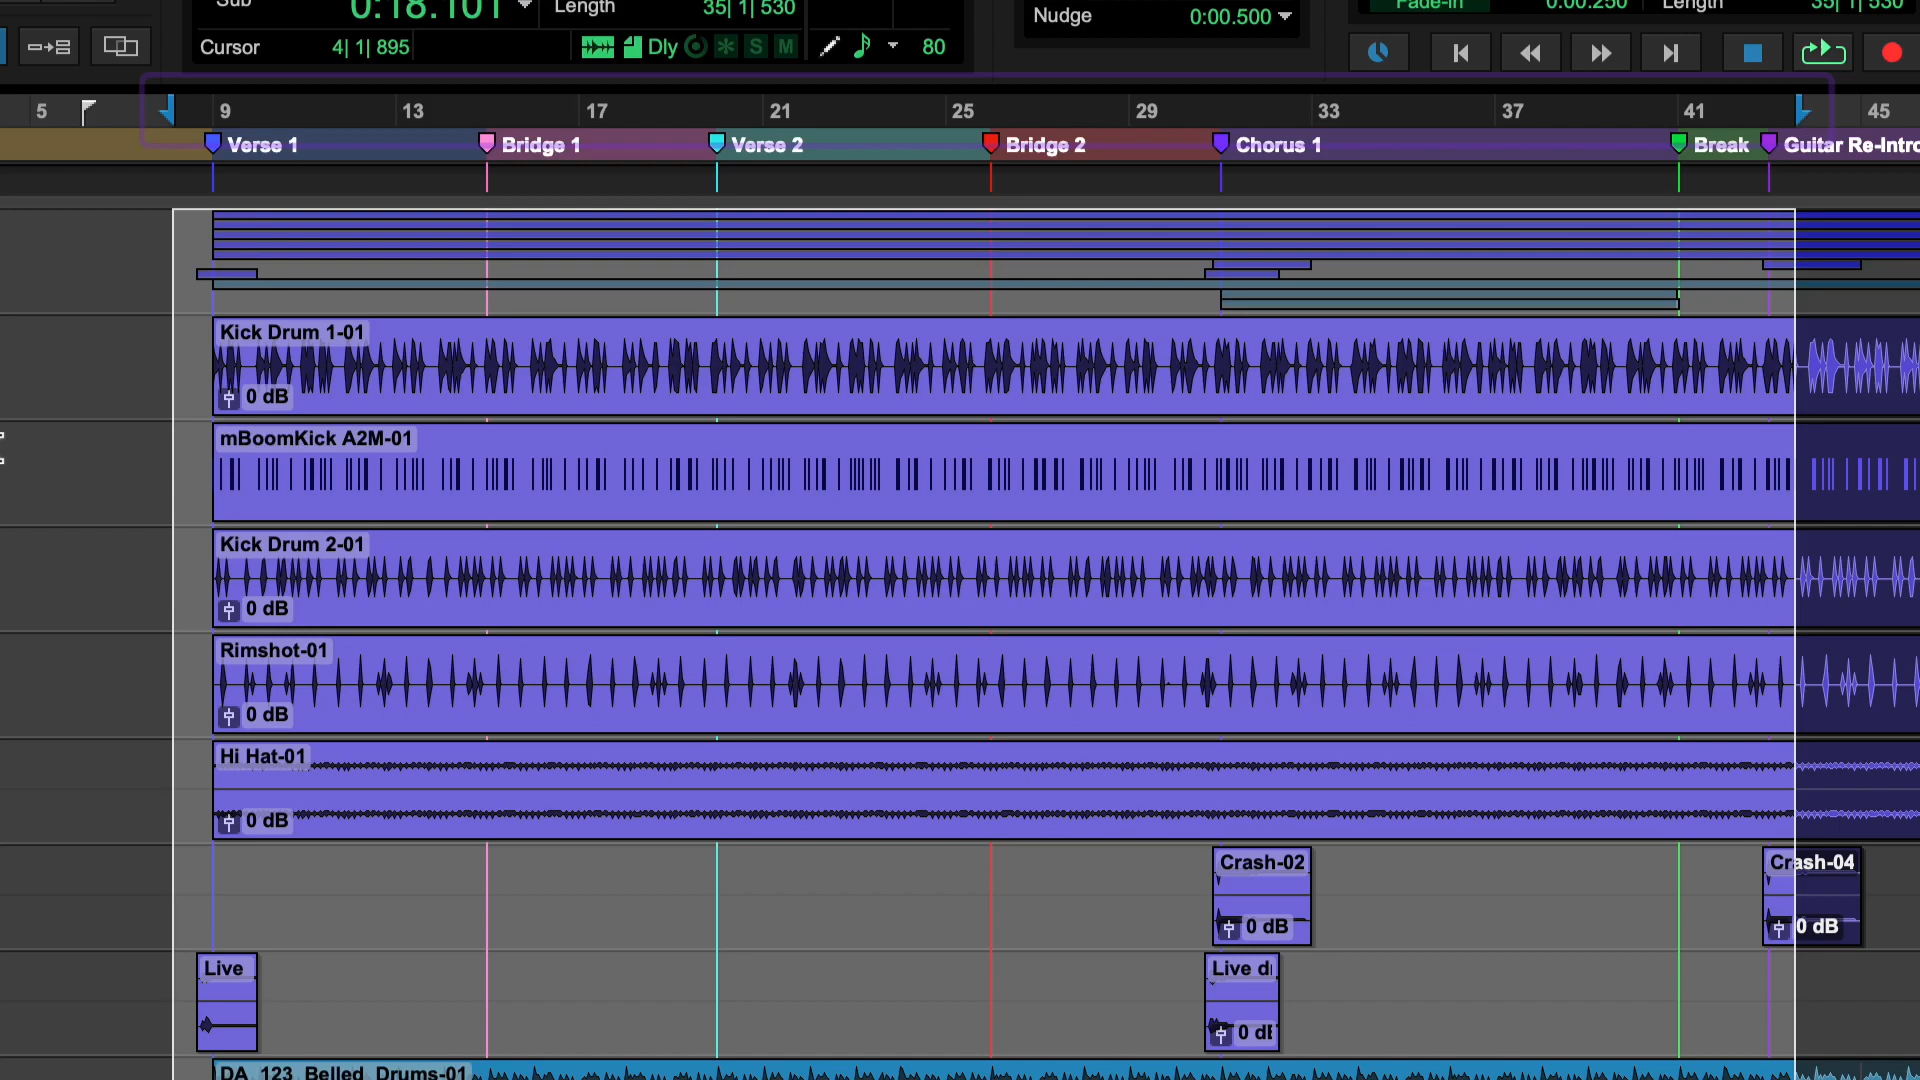 Sub 0:18.101
Length 35| 1| 530
Cursor 4| 1| 895
Dly S M 80
Nudge 0:00.500
Fade-in 0:00.250 Length 35| 1| 530
5 9 13 17 21 25 29 33 37 41 45
Verse 1 Bridge 1 Verse 2 Bridge 2 Chorus 1 Break Guitar Re-Intro
Kick Drum 1-01
0 dB
mBoomKick A2M-01
Kick Drum 2-01
0 dB
Rimshot-01
0 dB
Hi Hat-01
0 dB
Crash-02 Crash-04
0 dB 0 dB
Live Live
0
DA_123_Belled_Drums-01